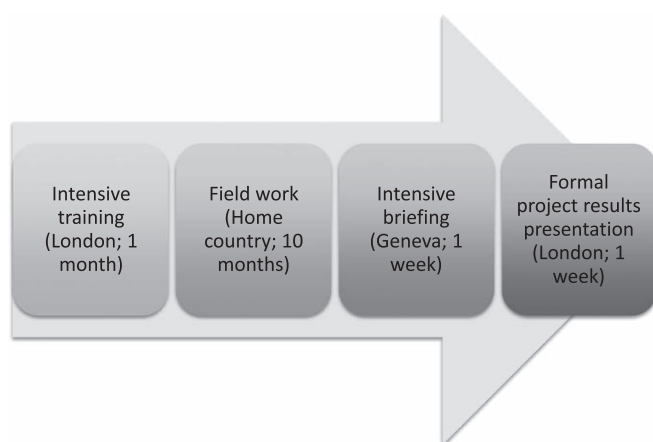 Intensive
training
(London; 1
month)
Field work
(Home
country; 10
months)
Intensive
briefing
(Geneva; 1
week)
Formal
project results
presentation
(London; 1
week)